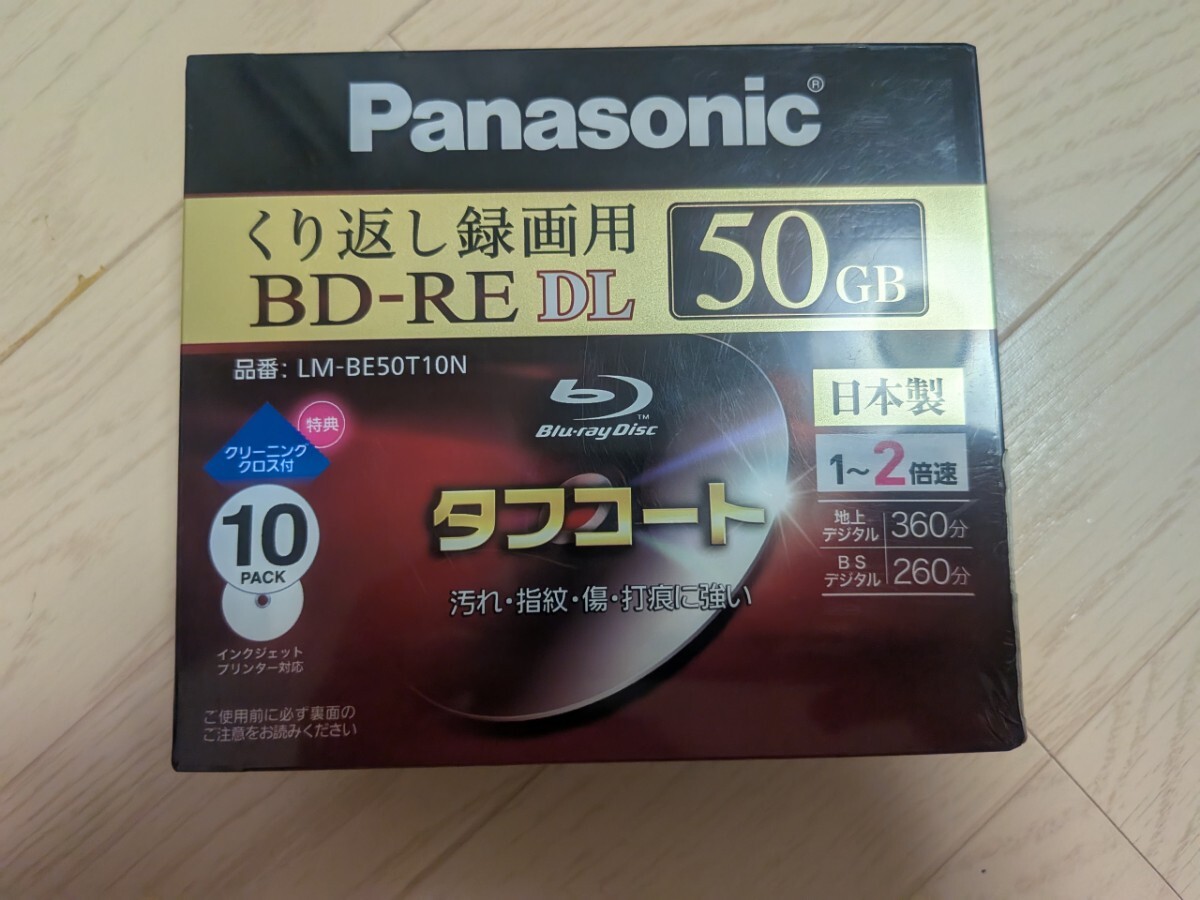 Panasonic®
くり返し録画用
BD-RE DL
50GB
品番: LM-BE50T10N
特典
クリーニング
クロス付
10
PACK
インクジェット
プリンター対応
ご使用前に必ず裏面の
ご注意をお読みください
Blu-ray Disc™
タフコート
汚れ・指紋・傷・打痕に強い
日本製
1〜2倍速
地上
デジタル
360分
BS
デジタル
260分